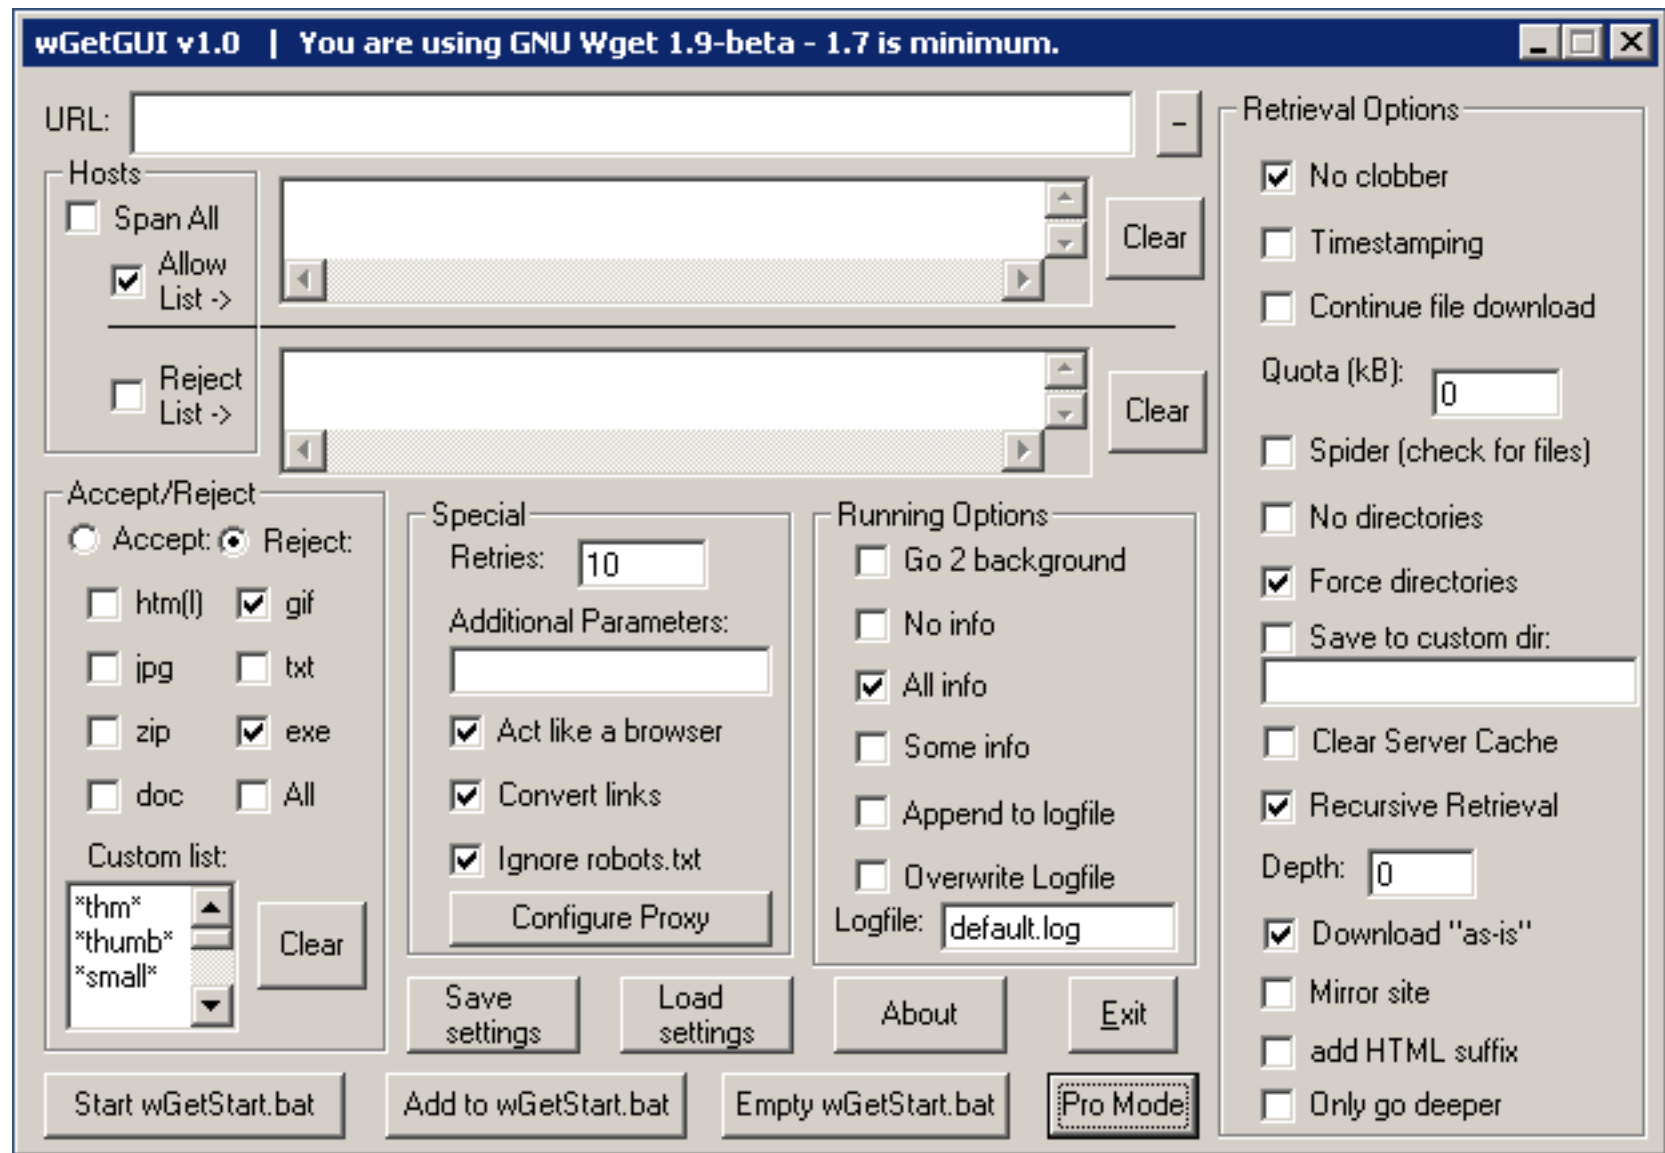 wGetGUI v1.0 | You are using GNU Wget 1.9-beta - 1.7 is minimum.
URL:
-
Hosts
Span All
Allow
List ->
Clear
Reject
List ->
Clear
Accept/Reject
Accept: Reject:
htm(l) gif
jpg txt
zip exe
doc All
Custom list:
*thm*
*thumb*
*small*
Clear
Special
Retries: 10
Additional Parameters:
Act like a browser
Convert links
Ignore robots.txt
Configure Proxy
Running Options
Go 2 background
No info
All info
Some info
Append to logfile
Overwrite Logfile
Logfile: default.log
Save
settings
Load
settings
About
Exit
Start wGetStart.bat
Add to wGetStart.bat
Empty wGetStart.bat
Pro Mode
Retrieval Options
No clobber
Timestamping
Continue file download
Quota (kB): 0
Spider (check for files)
No directories
Force directories
Save to custom dir:
Clear Server Cache
Recursive Retrieval
Depth: 0
Download "as-is"
Mirror site
add HTML suffix
Only go deeper